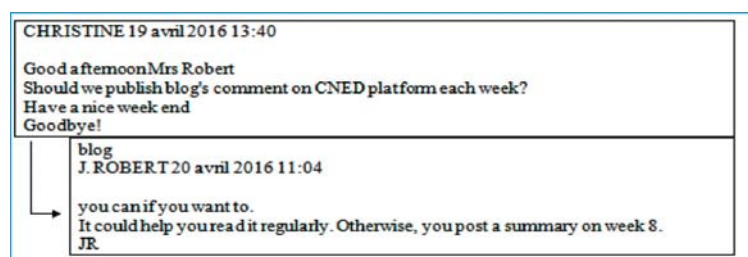 CHRISTINE 19 avril 2016 13:40
Good afternoon Mrs Robert
Should we publish blog's comment on CNED platform each week?
Have a nice week end
Goodbye!
blog
J. ROBERT 20 avril 2016 11:04
you can if you want to.
It could help you read it regularly. Otherwise, you post a summary on week 8.
JR